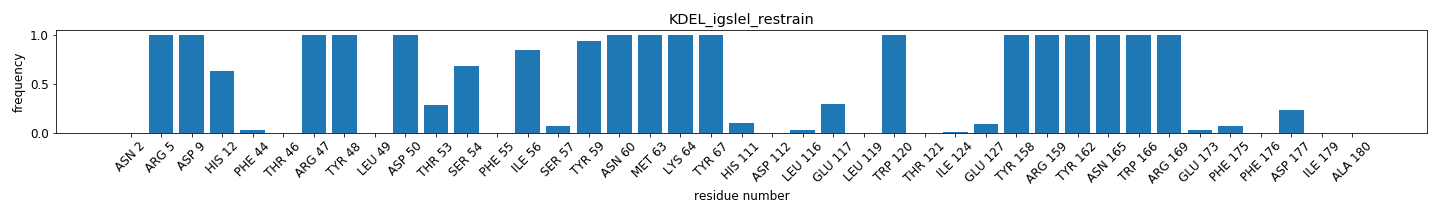 KDEL_igslel_restrain
frequency
1.0
0.5
0.0
ASN 2
ARG 5
ASP 9
HIS 12
PHE 44
THR 46
ARG 47
TYR 48
LEU 49
ASP 50
THR 53
SER 54
PHE 55
ILE 56
SER 57
TYR 59
ASN 60
MET 63
LYS 64
TYR 67
HIS 111
ASP 112
LEU 116
GLU 117
LEU 119
TRP 120
THR 121
ILE 124
GLU 127
TYR 158
ARG 159
TYR 162
ASN 165
TRP 166
ARG 169
GLU 173
PHE 175
PHE 176
ASP 177
ILE 179
ALA 180
residue number